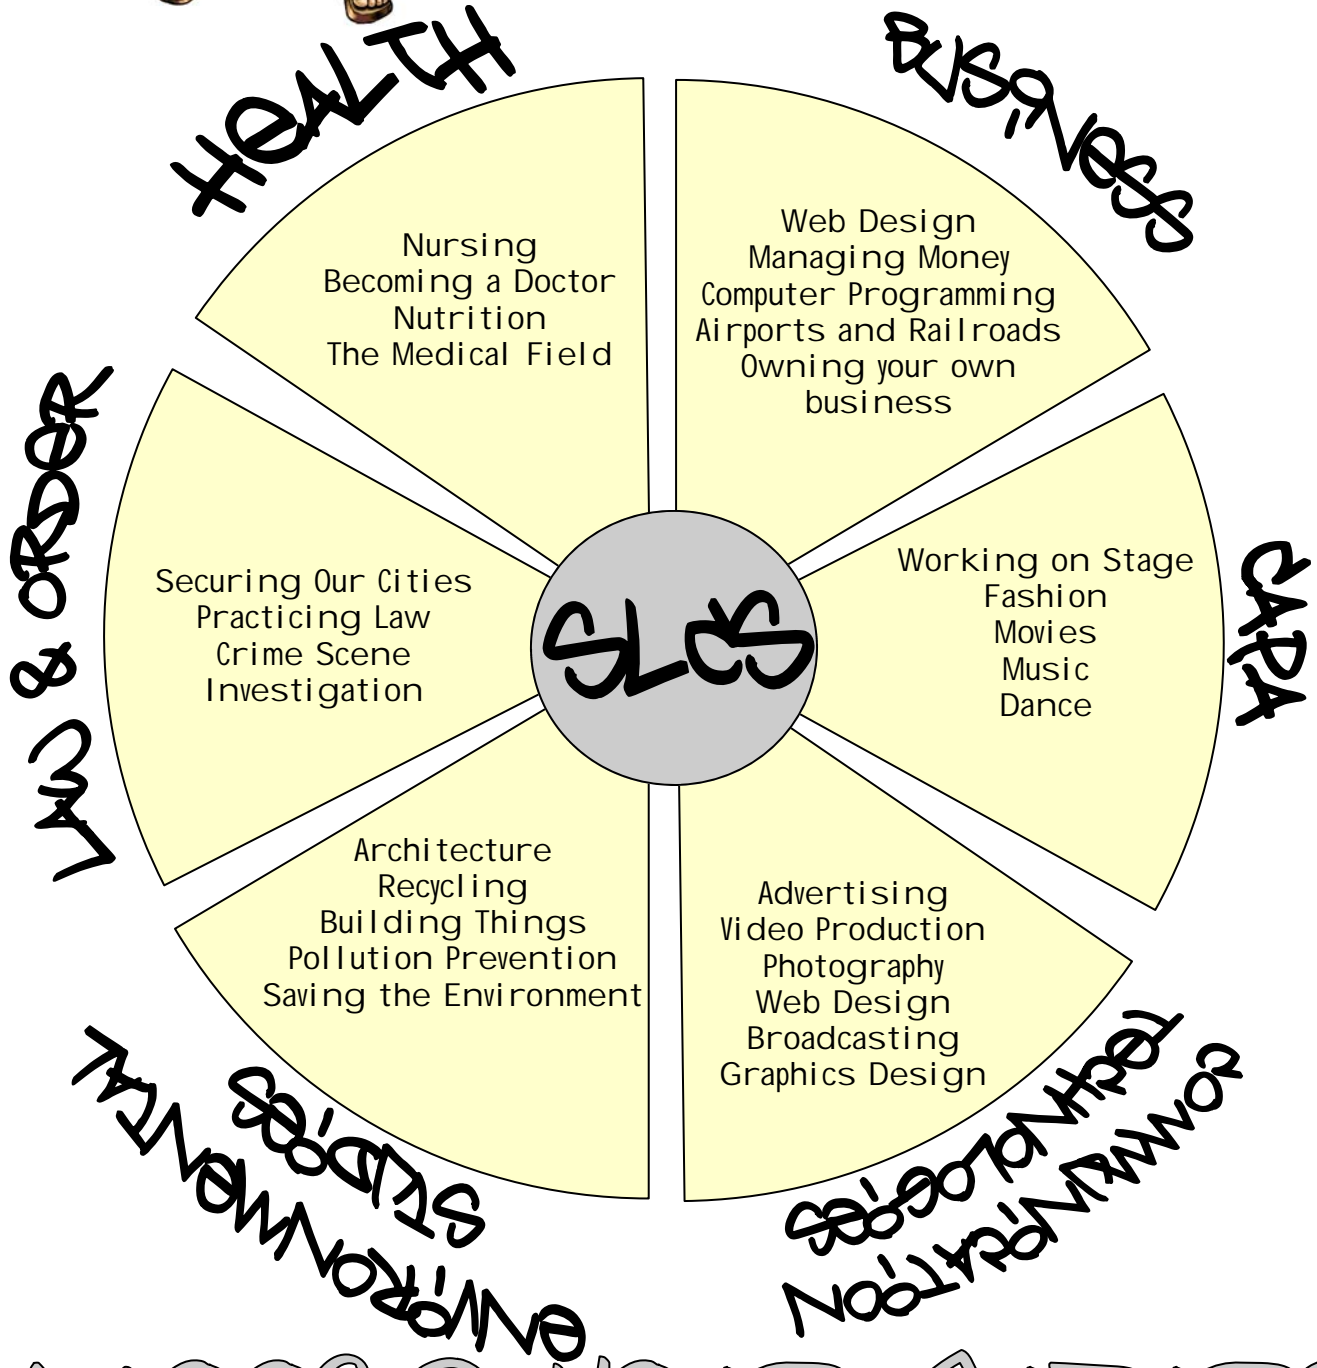 HEALTH
Nursing
Becoming a Doctor
Nutrition
The Medical Field
BUSINESS
Web Design
Managing Money
Computer Programming
Airports and Railroads
Owning your own
business
LAW & ORDER
Securing Our Cities
Practicing Law
Crime Scene
Investigation
SLCS
CAPA
Working on Stage
Fashion
Movies
Music
Dance
Architecture
Recycling
Building Things
Pollution Prevention
Saving the Environment
ENVIRONMENTAL
STUDIES
Advertising
Video Production
Photography
Web Design
Broadcasting
Graphics Design
COMMUNICATION
TECHNOLOGIES